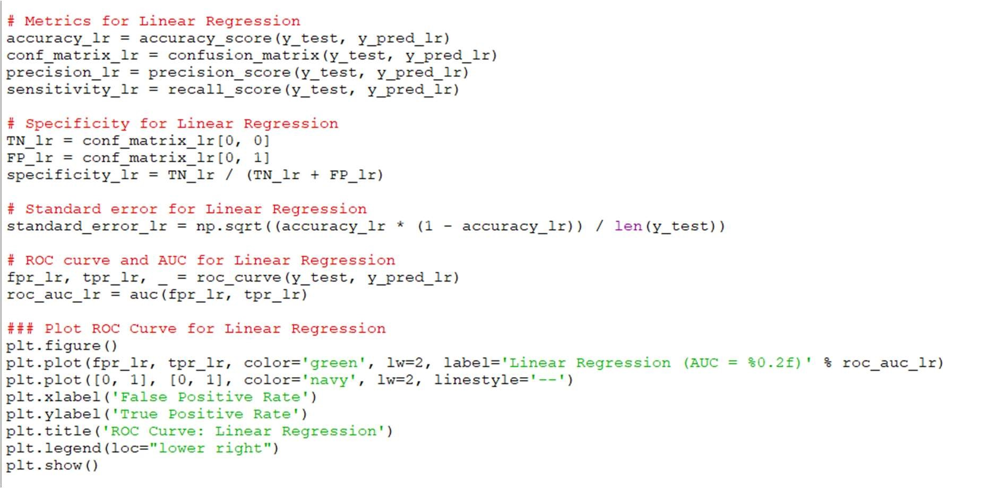 # Metrics for Linear Regression
accuracy_lr = accuracy_score(y_test, y_pred_lr)
conf_matrix_lr = confusion_matrix(y_test, y_pred_lr)
precision_lr = precision_score(y_test, y_pred_lr)
sensitivity_lr = recall_score(y_test, y_pred_lr)
# Specificity for Linear Regression
TN_lr = conf_matrix_lr[0, 0]
FP_lr = conf_matrix_lr[0, 1]
specificity_lr = TN_lr / (TN_lr + FP_lr)
# Standard error for Linear Regression
standard_error_lr = np.sqrt((accuracy_lr * (1 - accuracy_lr)) / len(y_test))
# ROC curve and AUC for Linear Regression
fpr_lr, tpr_lr, _ = roc_curve(y_test, y_pred_lr)
roc_auc_lr = auc(fpr_lr, tpr_lr)
### Plot ROC Curve for Linear Regression
plt.figure()
plt.plot(fpr_lr, tpr_lr, color='green', lw=2, label='Linear Regression (AUC = %0.2f)' % roc_auc_lr)
plt.plot([0, 1], [0, 1], color='navy', lw=2, linestyle='--')
plt.xlabel('False Positive Rate')
plt.ylabel('True Positive Rate')
plt.title('ROC Curve: Linear Regression')
plt.legend(loc="lower right")
plt.show()